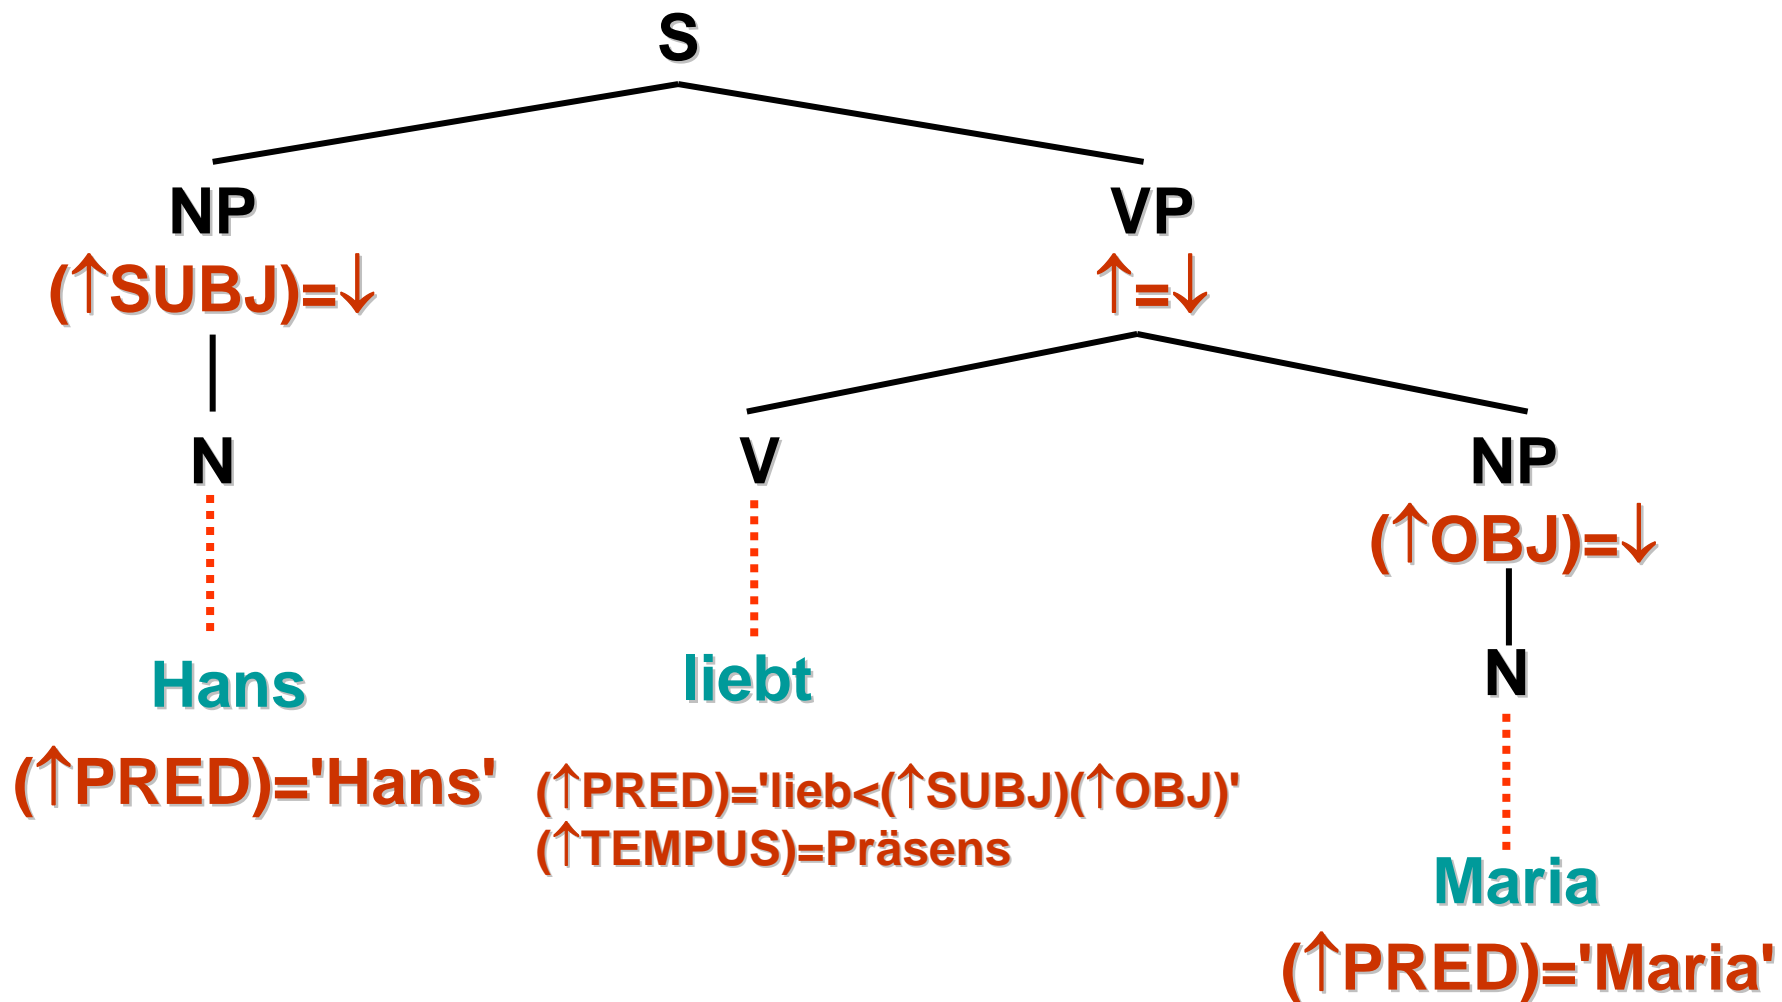 S
NP VP
(↑SUBJ)=↓ ↑=↓
N V NP
(↑OBJ)=↓
Hans liebt N
(↑PRED)='Hans' (↑PRED)='lieb<(↑SUBJ)(↑OBJ)'
(↑TEMPUS)=Präsens
Maria
(↑PRED)='Maria'